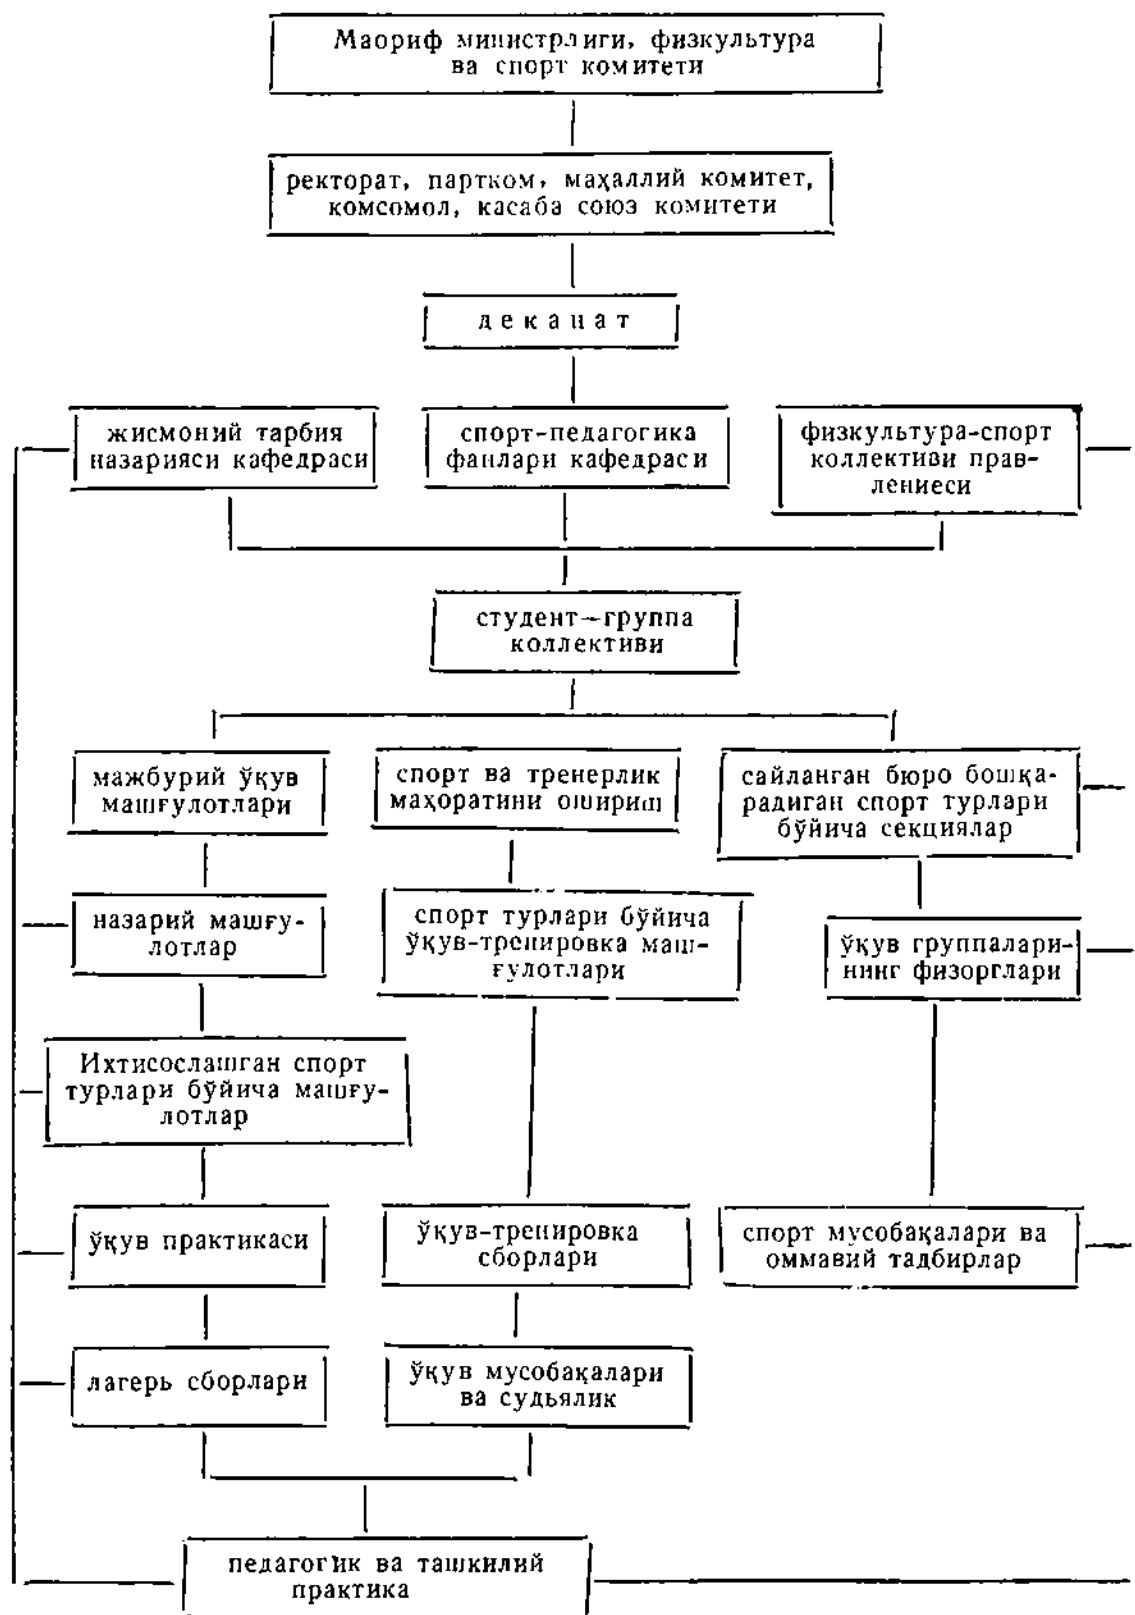 Маориф министрлиги, физкультура
ва спорт комитети
ректорат, партком, маҳаллий комитет,
комсомол, касаба союз комитети
деканат
жисмоний тарбия
назарияси кафедраси
спорт-педагогика
фанлари кафедраси
физкультура-спорт
коллективи прав-
лениеси
студент—группа
коллективи
мажбурий ўқув
машғулотлари
спорт ва тренерлик
маҳоратини ошириш
сайланган бюро бошқа-
радиган спорт турлари
бўйича секциялар
назарий машғу-
лотлар
спорт турлари бўйича
ўқув-тренировка маш-
ғулотлари
ўқув группалари-
нинг физорглари
Ихтисослашган спорт
турлари бўйича машғу-
лотлар
ўқув практикаси
ўқув-тренировка
сборлари
спорт мусобақалари ва
оммавий тадбирлар
лагерь сборлари
ўқув мусобақалари
ва судьялик
педагогик ва ташкилий
практика